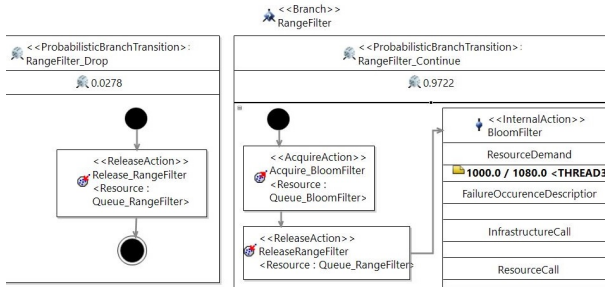 <<Branch>>
RangeFilter
<<ProbabilisticBranchTransition>:
RangeFilter_Drop
0.0278
<<ReleaseAction>>
Release_RangeFilter
<Resource :
Queue_RangeFilter>
<<ProbabilisticBranchTransition>:
RangeFilter_Continue
0.9722
<<AcquireAction>>
Acquire_BloomFilter
<Resource :
Queue_BloomFilter>
<<ReleaseAction>>
ReleaseRangeFilter
<Resource : Queue_RangeFilter>
<<InternalAction>>
BloomFilter
ResourceDemand
1000.0 / 1080.0 <THREAD3
FailureOccurenceDescriptior
InfrastructureCall
ResourceCall